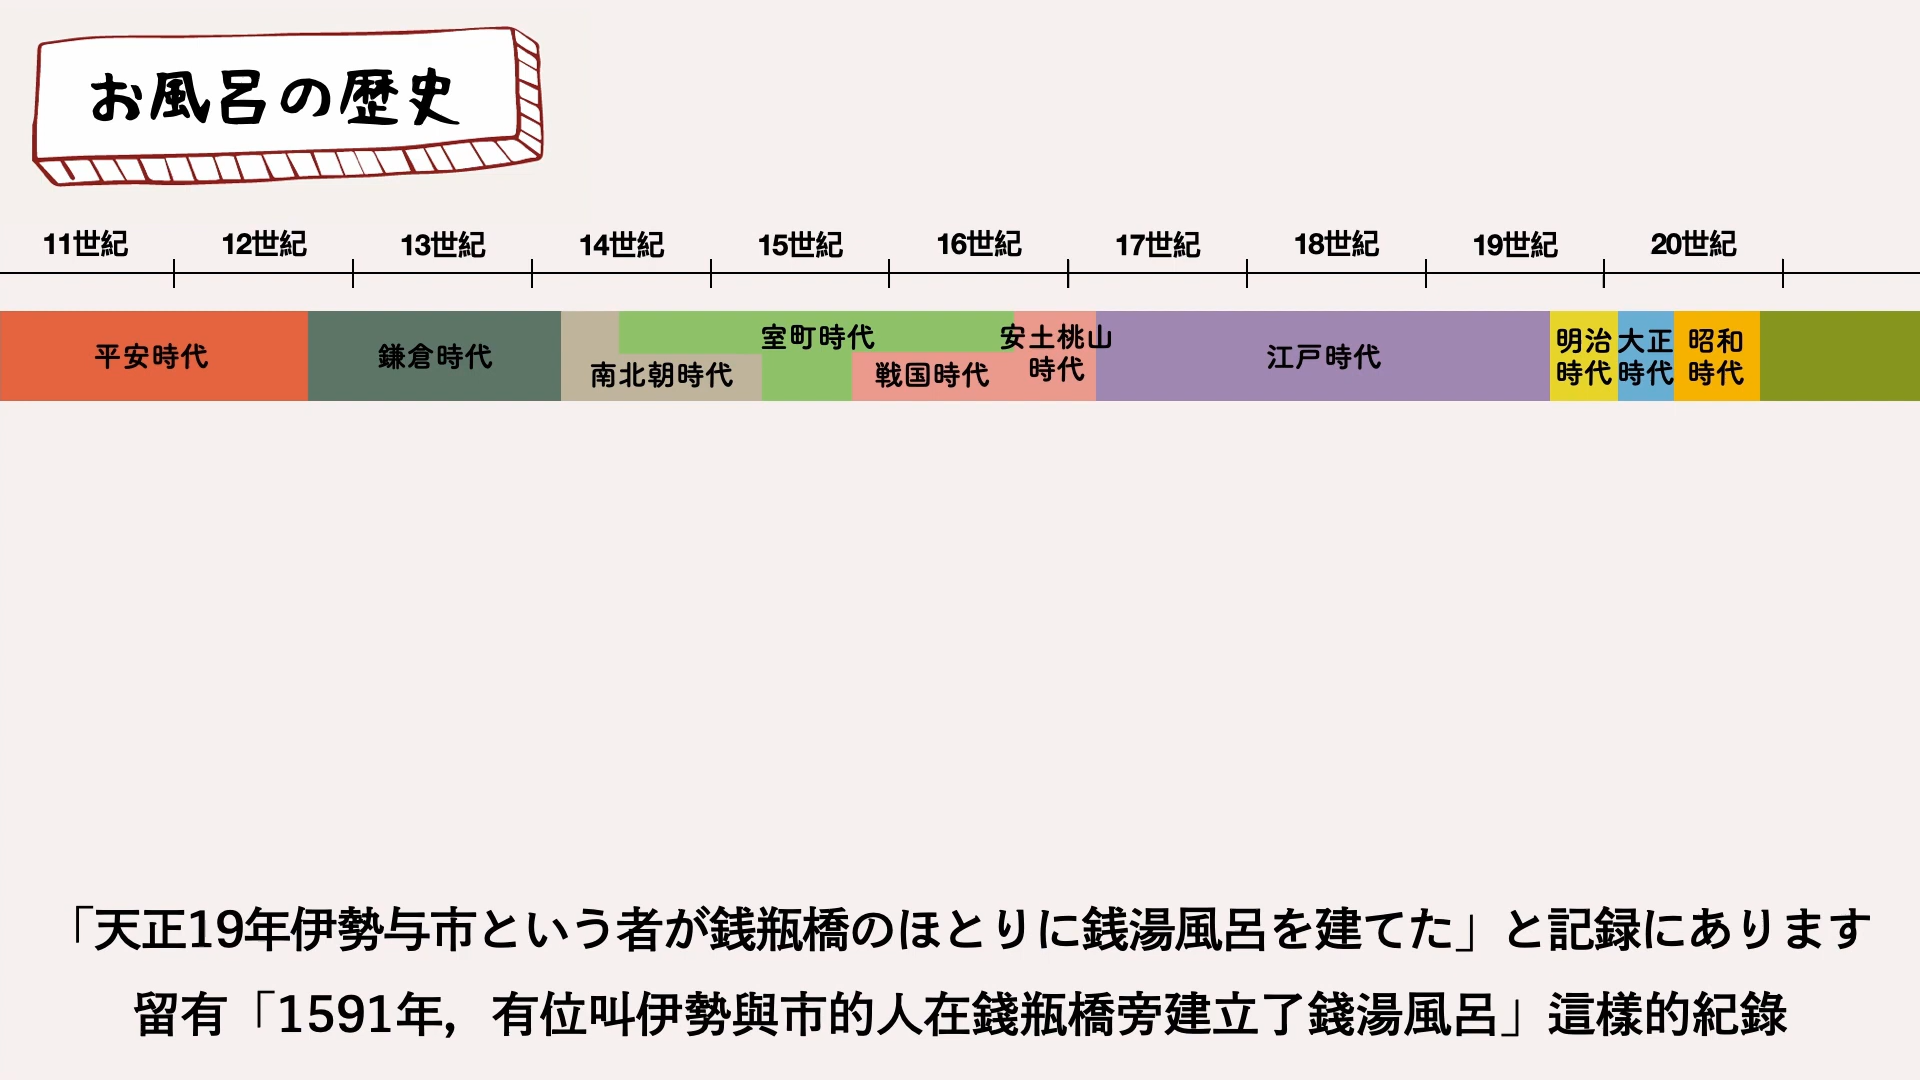 お風呂の歴史
11世紀 12世紀 13世紀 14世紀 15世紀 16世紀 17世紀 18世紀 19世紀 20世紀
平安時代
鎌倉時代
南北朝時代
室町時代
戦国時代
安土桃山
時代
江戸時代
明治
時代
大正
時代
昭和
時代
「天正19年伊勢与市という者が銭瓶橋のほとりに銭湯風呂を建てた」と記録にあります
留有「1591年，有位叫伊勢與市的人在錢瓶橋旁建立了錢湯風呂」這樣的紀錄